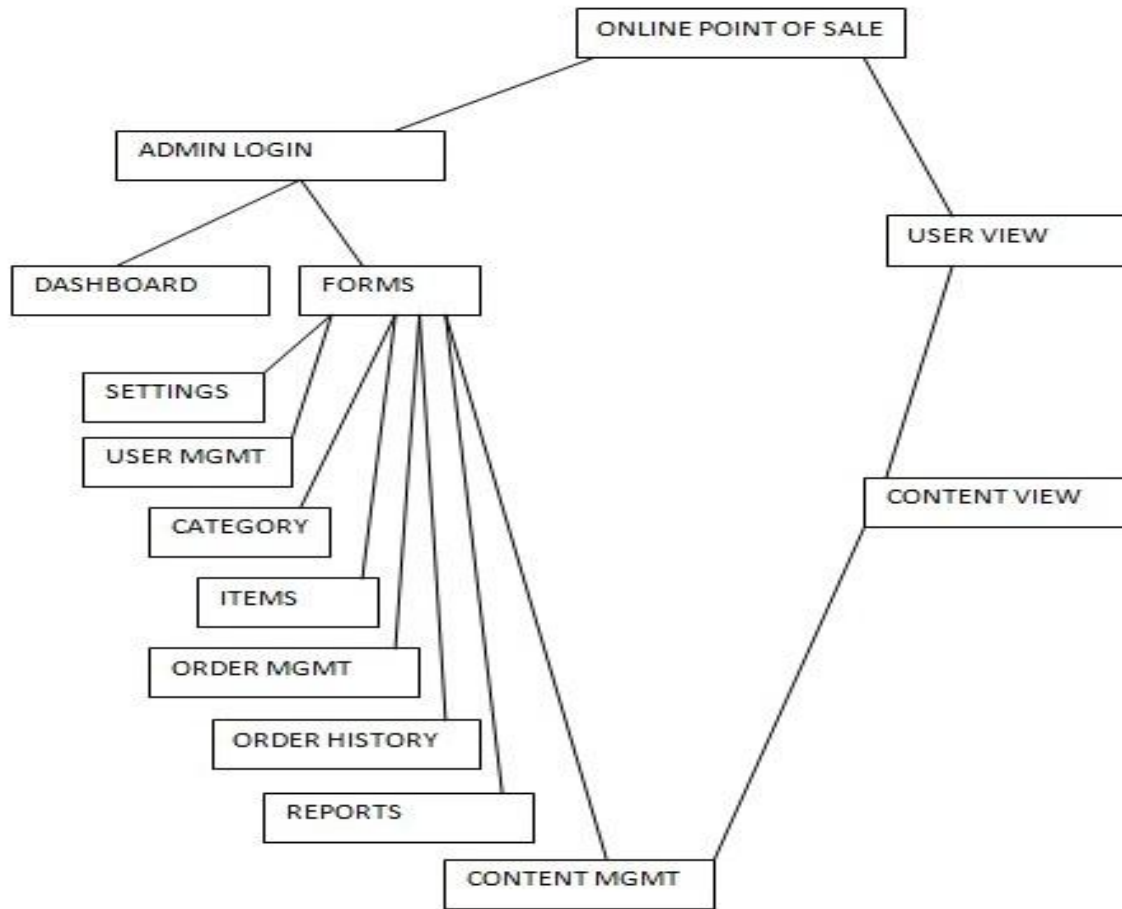 ONLINE POINT OF SALE
ADMIN LOGIN
USER VIEW
DASHBOARD
FORMS
SETTINGS
USER MGMT
CONTENT VIEW
CATEGORY
ITEMS
ORDER MGMT
ORDER HISTORY
REPORTS
CONTENT MGMT